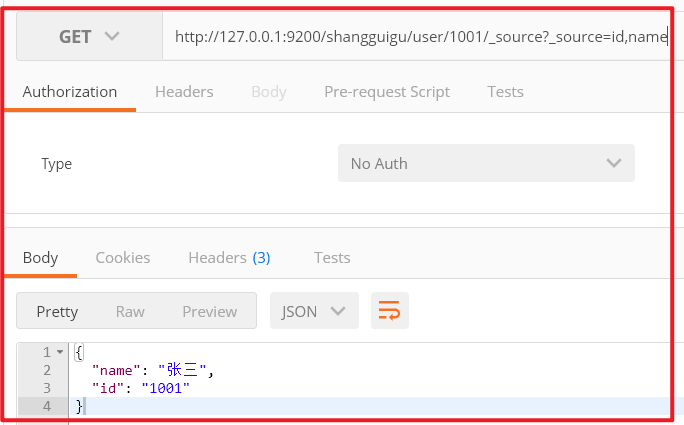 GET http://127.0.0.1:9200/shangguigu/user/1001/_source?_source=id,name
Authorization Headers Body Pre-request Script Tests
Type No Auth
Body Cookies Headers (3) Tests
Pretty Raw Preview JSON
1 {
2 "name": "张三",
3 "id": "1001"
4 }